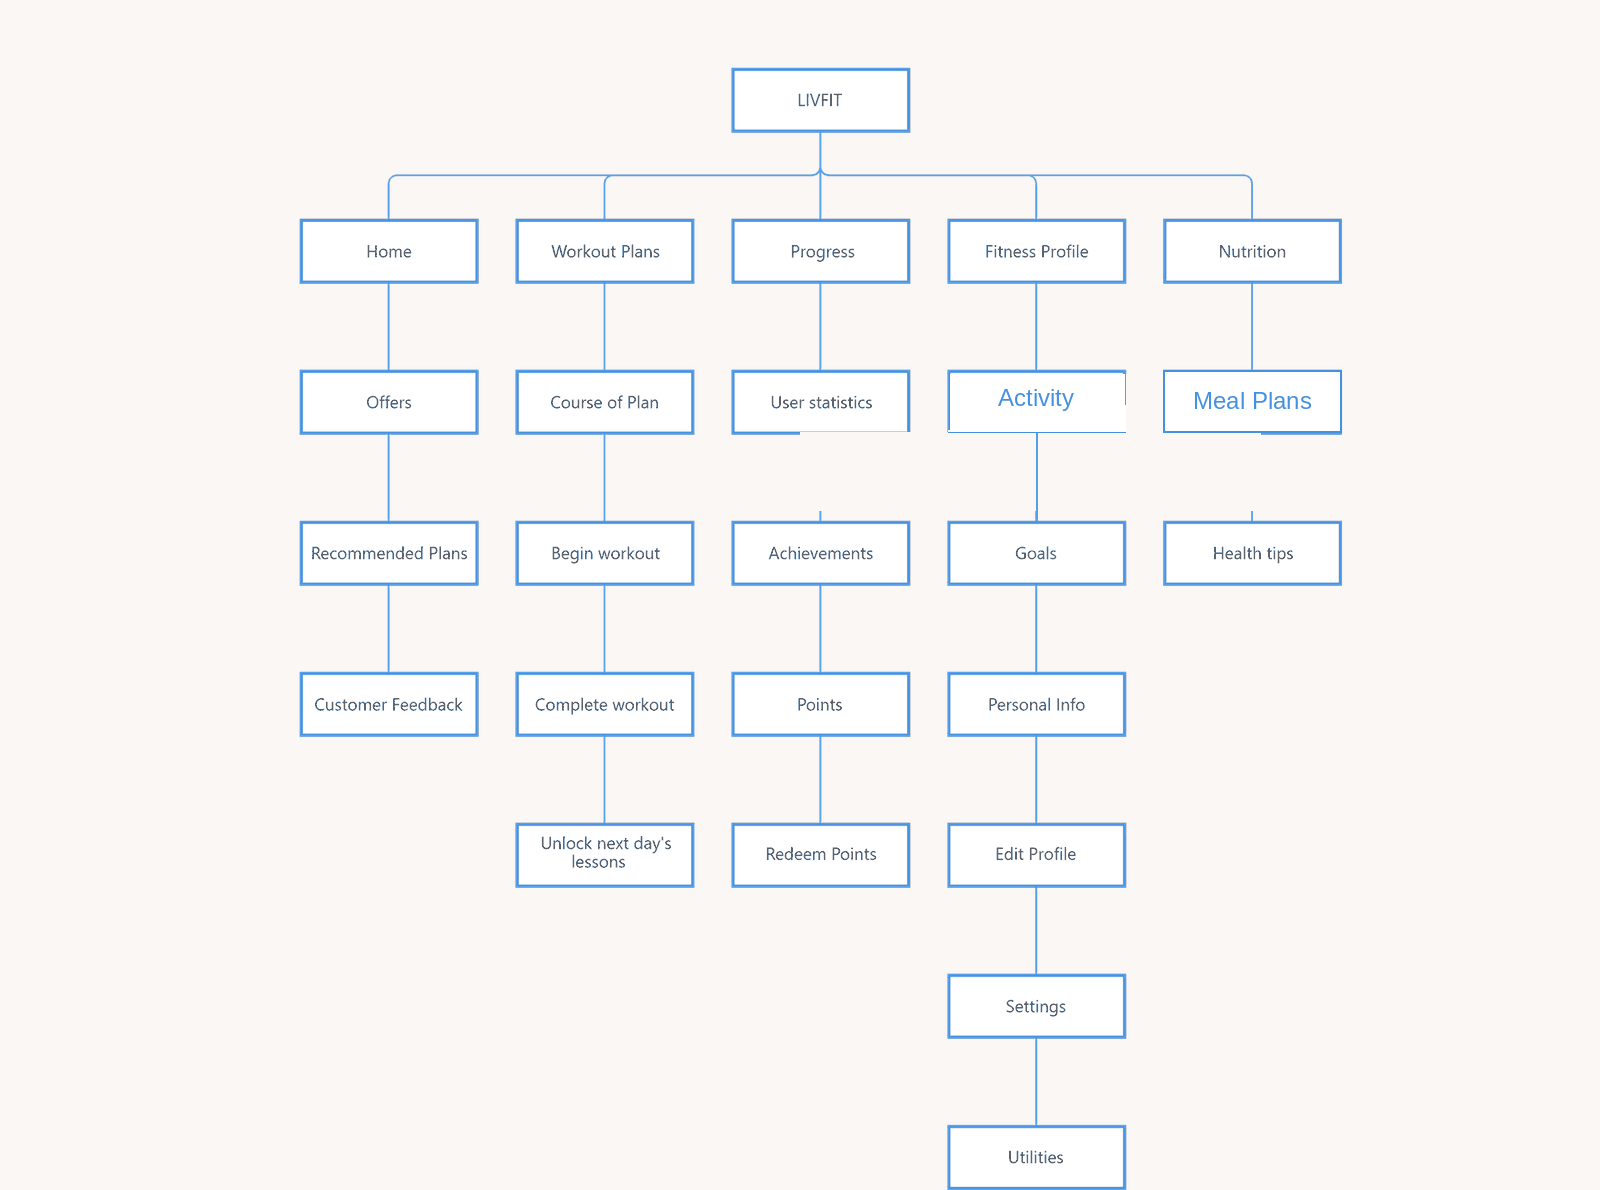 LIVFIT
Home
Workout Plans
Progress
Fitness Profile
Nutrition
Offers
Course of Plan
User statistics
Activity
Meal Plans
Recommended Plans
Begin workout
Achievements
Goals
Health tips
Customer Feedback
Complete workout
Points
Personal Info
Unlock next day's
lessons
Redeem Points
Edit Profile
Settings
Utilities